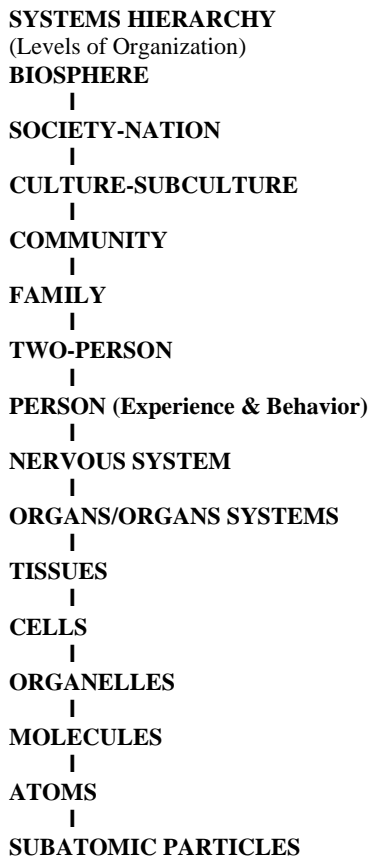 SYSTEMS HIERARCHY
(Levels of Organization)
BIOSPHERE
SOCIETY-NATION
CULTURE-SUBCULTURE
COMMUNITY
FAMILY
TWO-PERSON
PERSON (Experience & Behavior)
NERVOUS SYSTEM
ORGANS/ORGANS SYSTEMS
TISSUES
CELLS
ORGANELLES
MOLECULES
ATOMS
SUBATOMIC PARTICLES